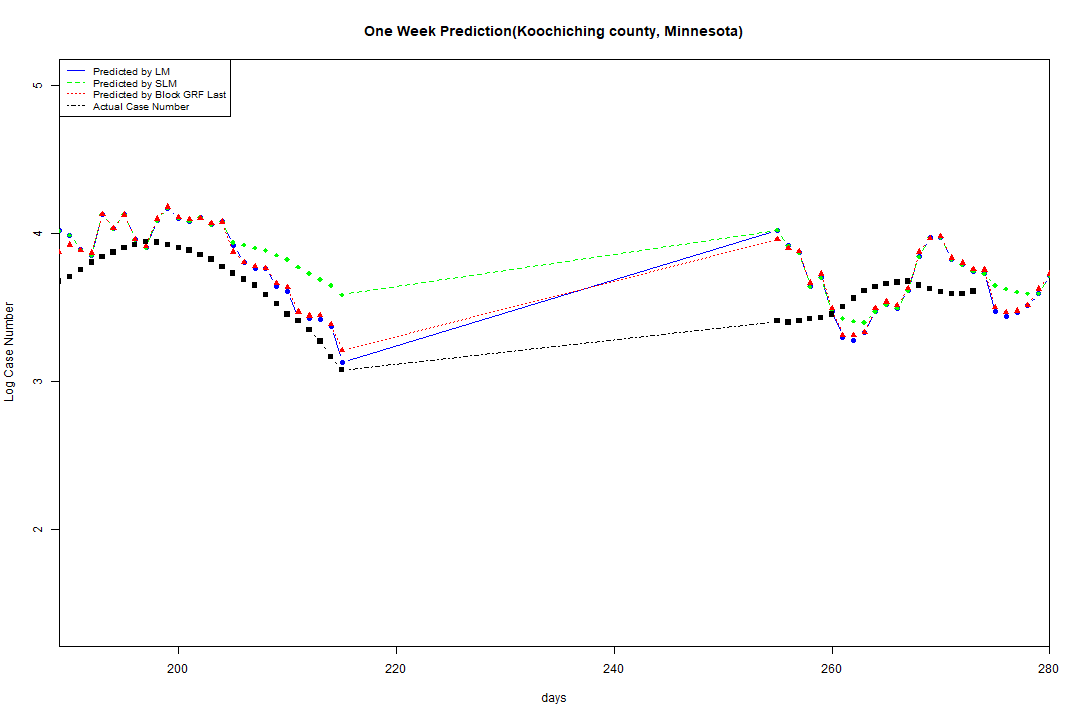 One Week Prediction(Koochiching county, Minnesota)
Predicted by LM
Predicted by SLM
Predicted by Block GRF Last
Actual Case Number
5
4
3
2
Log Case Number
200 220 240 260 280
days